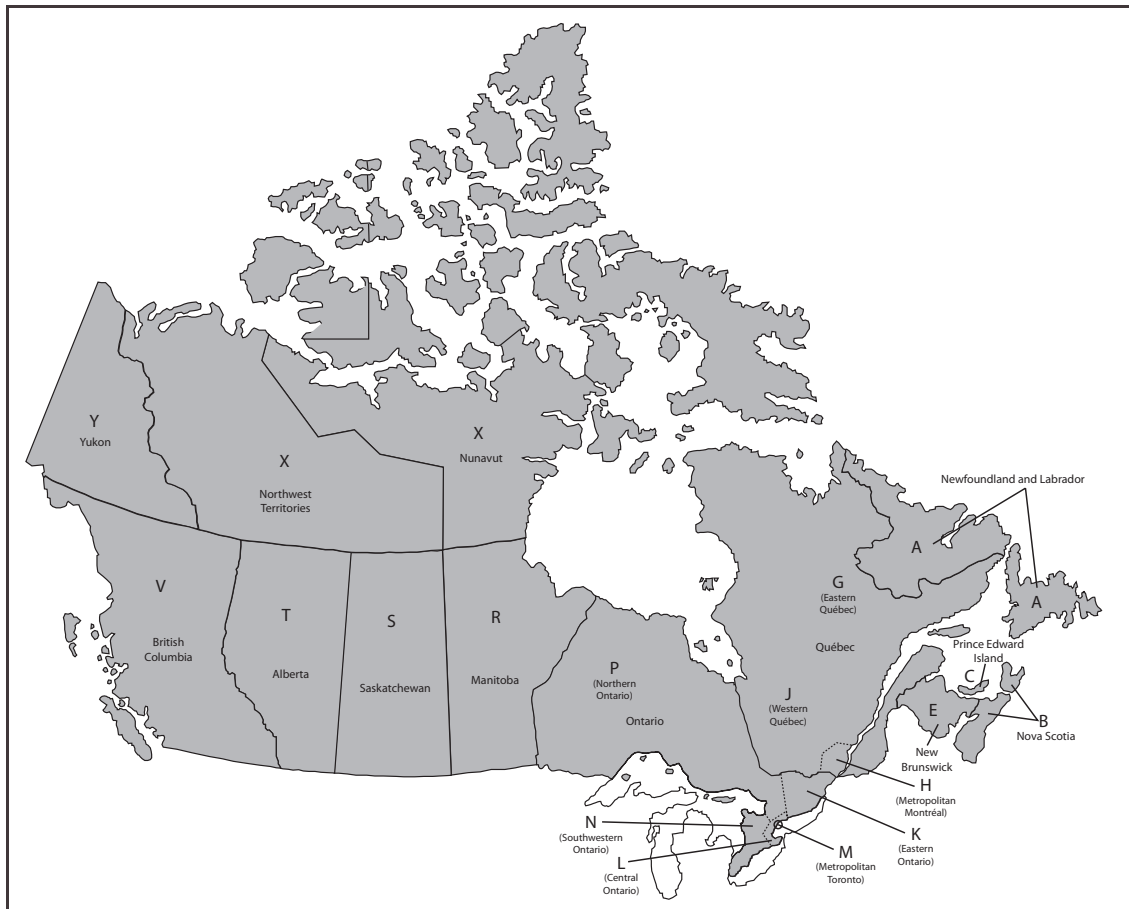 Y
Yukon
X
Northwest
Territories
X
Nunavut
Newfoundland and Labrador
A
A
V
British
Columbia
T
Alberta
S
Saskatchewan
R
Manitoba
P
(Northern
Ontario)
Ontario
G
(Eastern
Québec)
Québec
J
(Western
Québec)
Prince Edward
Island
C
E
New
Brunswick
B
Nova Scotia
H
(Metropolitan
Montréal)
K
(Eastern
Ontario)
M
(Metropolitan
Toronto)
N
(Southwestern
Ontario)
L
(Central
Ontario)